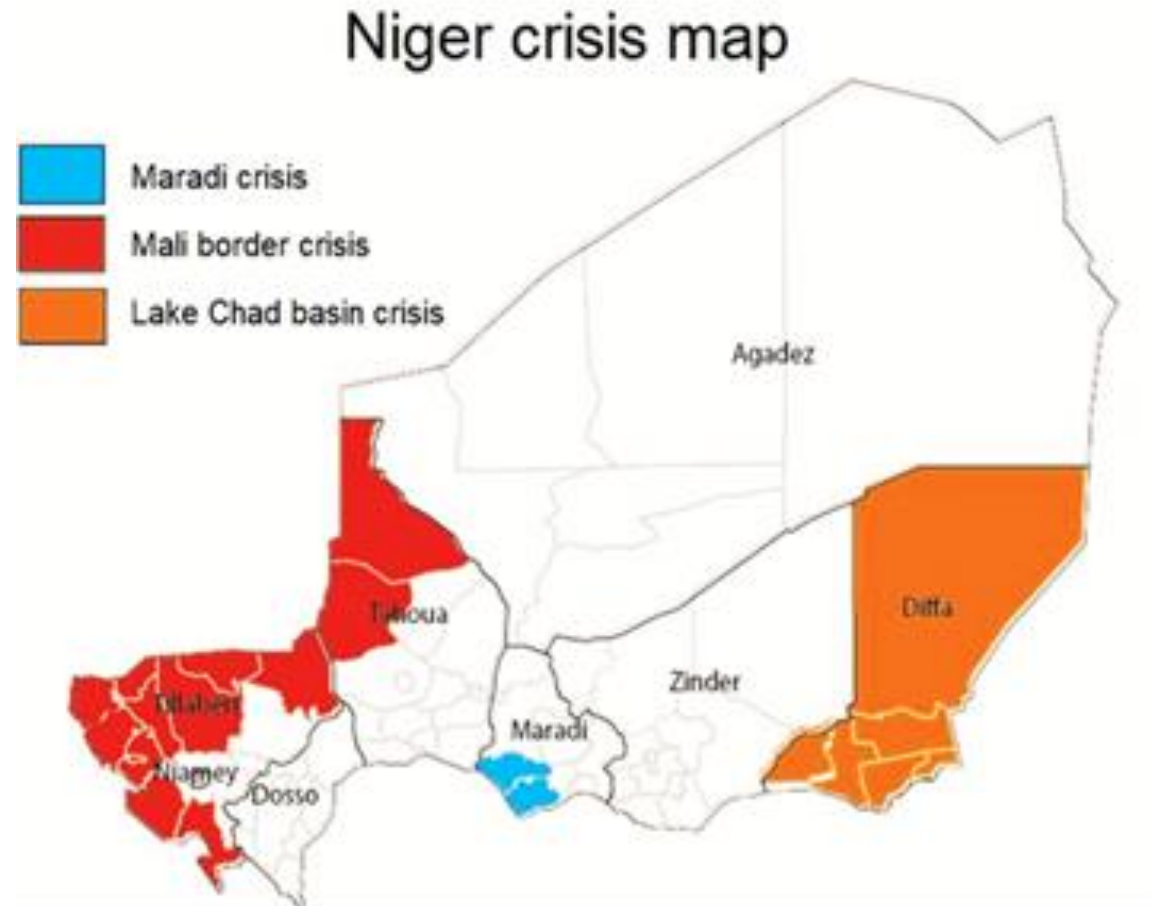 Niger crisis map
Maradi crisis
Mali border crisis
Lake Chad basin crisis
Agadez
Diffa
Tahoua
Zinder
Tillaberi
Maradi
Niamey
Dosso